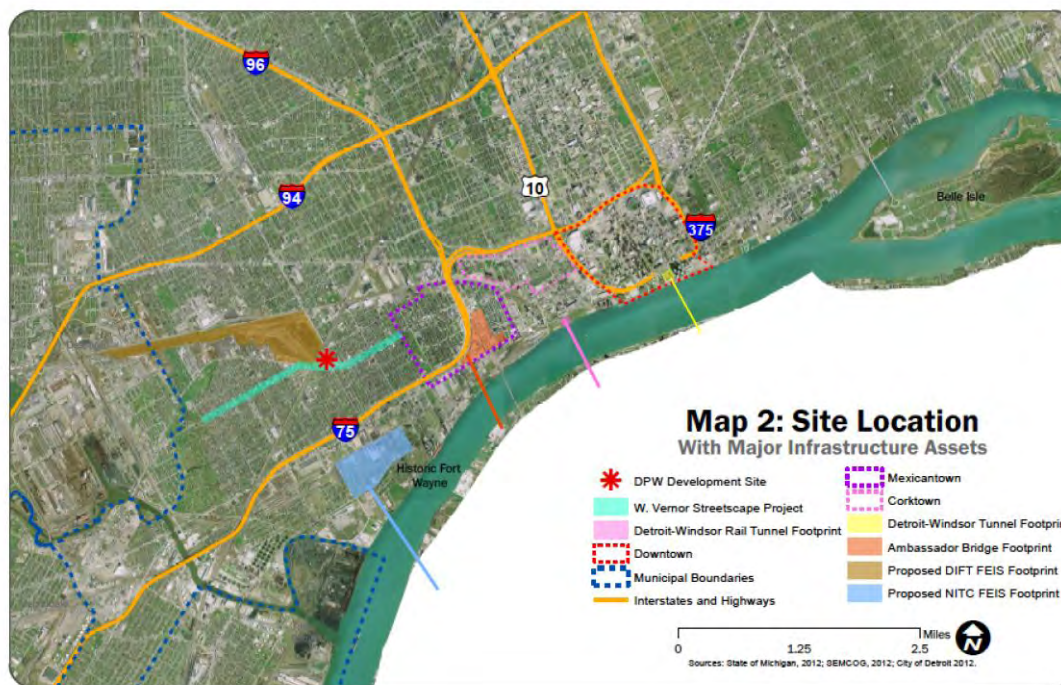 96
94
10
375
Belle Isle
75
Historic Fort
Wayne
Map 2: Site Location
With Major Infrastructure Assets
DPW Development Site
W. Vernor Streetscape Project
Detroit-Windsor Rail Tunnel Footprint
Downtown
Municipal Boundaries
Interstates and Highways
Mexicantown
Corktown
Detroit-Windsor Tunnel Footprint
Ambassador Bridge Footprint
Proposed DIFT FEIS Footprint
Proposed NITC FEIS Footprint
Miles
0 1.25 2.5
N
Sources: State of Michigan, 2012; SEMCOG, 2012; City of Detroit 2012.